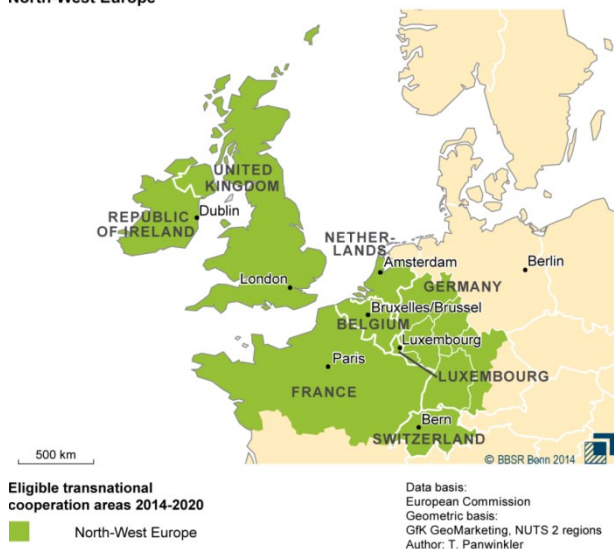 North-West Europe
UNITED
KINGDOM
REPUBLIC
OF IRELAND
Dublin
NETHER-
LANDS
Amsterdam
Berlin
GERMANY
London
Bruxelles/Brüssel
BELGIUM
Luxembourg
Paris
LUXEMBOURG
FRANCE
Bern
SWITZERLAND
500 km
© BBSR Bonn 2014
Eligible transnational
cooperation areas 2014-2020
North-West Europe
Data basis:
European Commission
Geometric basis:
GfK GeoMarketing, NUTS 2 regions
Author: T. Panwinkler